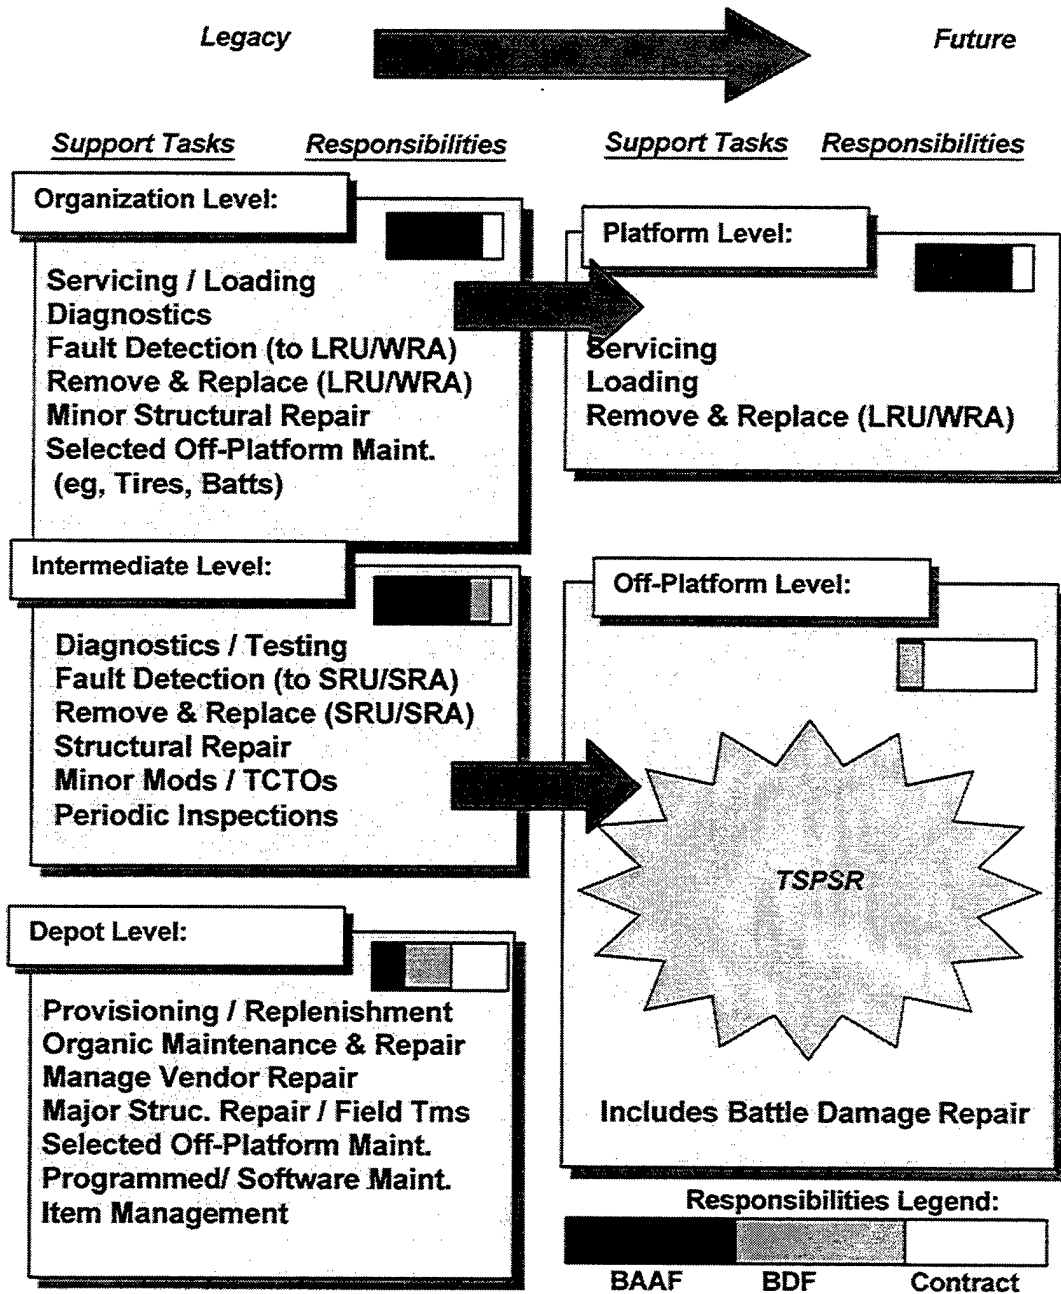 Legacy
Future
Support Tasks
Responsibilities
Support Tasks
Responsibilities
Organization Level:
Servicing / Loading
Diagnostics
Fault Detection (to LRU/WRA)
Remove & Replace (LRU/WRA)
Minor Structural Repair
Selected Off-Platform Maint.
(eg, Tires, Batts)
Platform Level:
Servicing
Loading
Remove & Replace (LRU/WRA)
Intermediate Level:
Diagnostics / Testing
Fault Detection (to SRU/SRA)
Remove & Replace (SRU/SRA)
Structural Repair
Minor Mods / TCTOs
Periodic Inspections
Off-Platform Level:
TSPSR
Includes Battle Damage Repair
Depot Level:
Provisioning / Replenishment
Organic Maintenance & Repair
Manage Vendor Repair
Major Struc. Repair / Field Tms
Selected Off-Platform Maint.
Programmed/ Software Maint.
Item Management
Responsibilities Legend:
BAAF
BDF
Contract